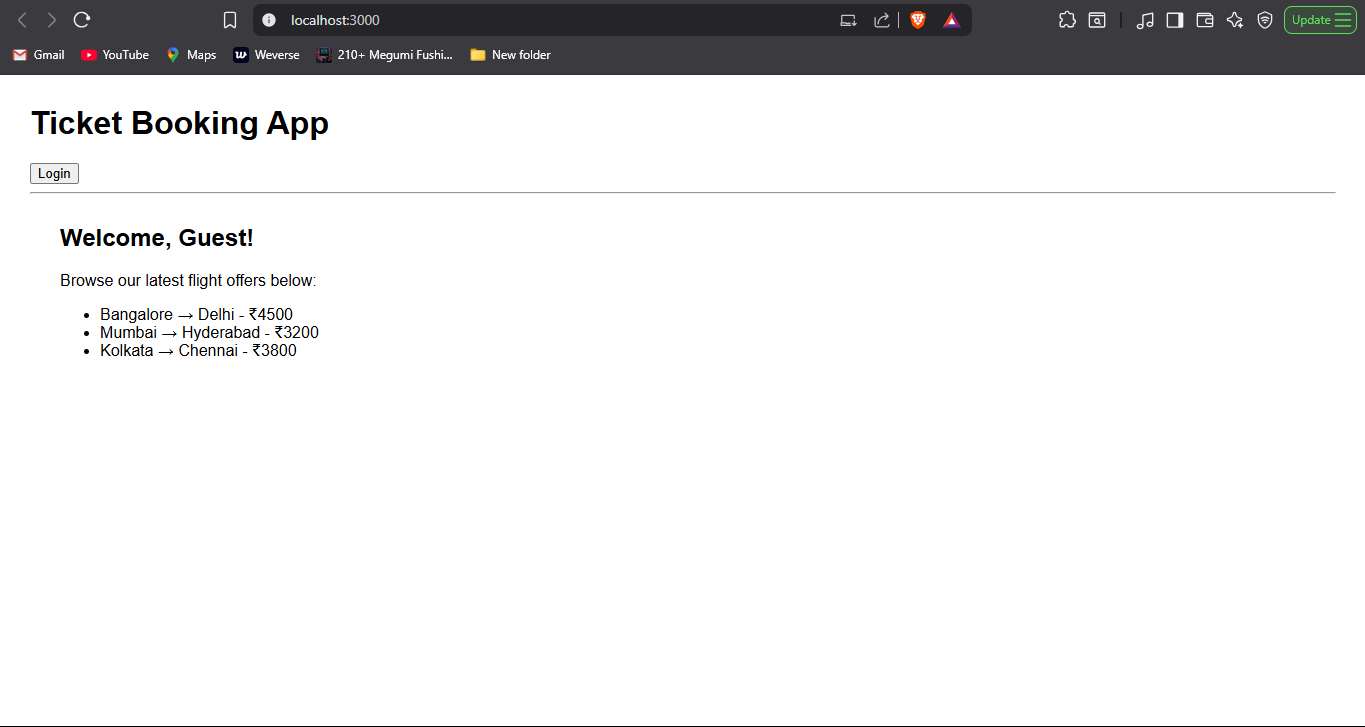 localhost:3000
Update
Gmail YouTube Maps Weverse 210+ Megumi Fushi... New folder
Ticket Booking App
Login
Welcome, Guest!
Browse our latest flight offers below:
• Bangalore → Delhi - ₹4500
• Mumbai → Hyderabad - ₹3200
• Kolkata → Chennai - ₹3800